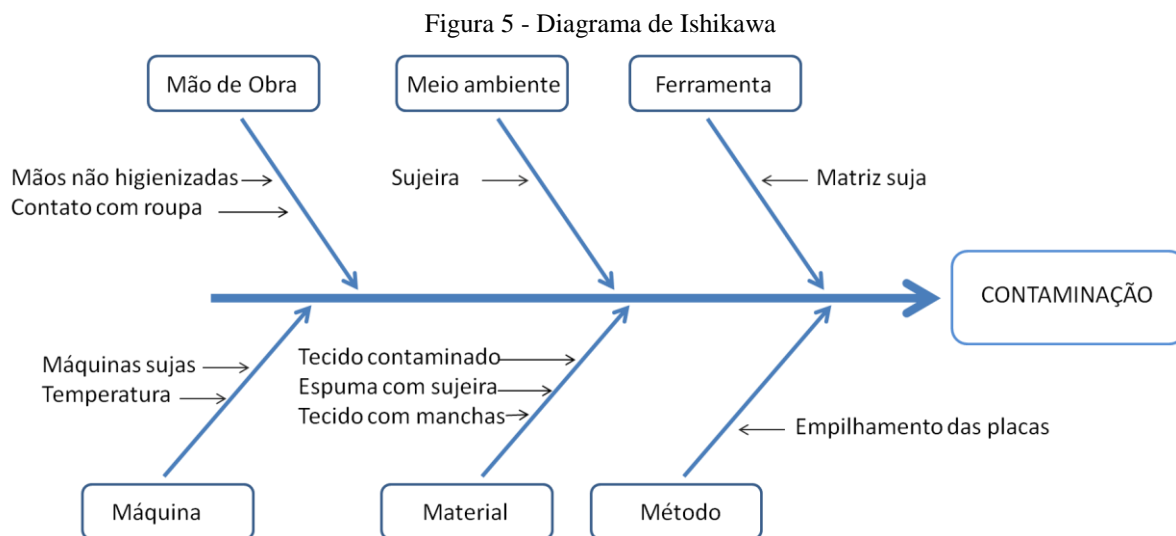 Figura 5 - Diagrama de Ishikawa
Mão de Obra
Meio ambiente
Ferramenta
Mãos não higienizadas
Contato com roupa
Sujeira
Matriz suja
CONTAMINAÇÃO
Máquinas sujas
Temperatura
Tecido contaminado
Espuma com sujeira
Tecido com manchas
Empilhamento das placas
Máquina
Material
Método